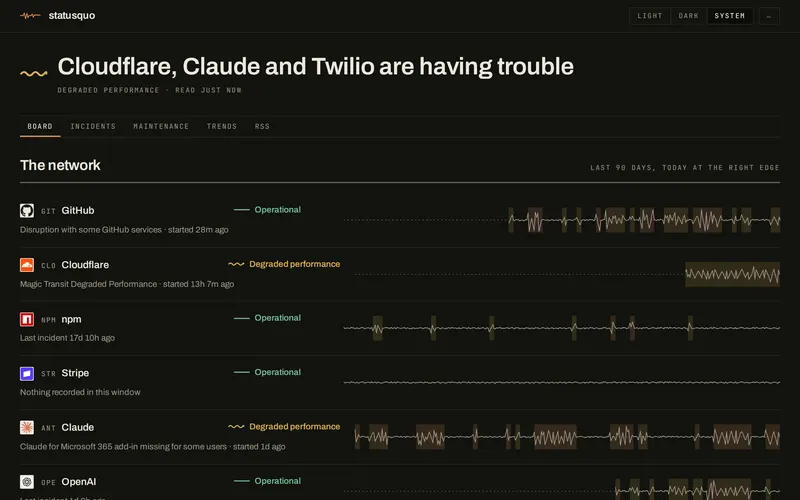 statusquo
LIGHT DARK SYSTEM …
Cloudflare, Claude and Twilio are having trouble
DEGRADED PERFORMANCE · READ JUST NOW
BOARD INCIDENTS MAINTENANCE TRENDS RSS
The network
LAST 90 DAYS, TODAY AT THE RIGHT EDGE
GIT GitHub Operational
Disruption with some GitHub services · started 28m ago
CLO Cloudflare Degraded performance
Magic Transit Degraded Performance · started 13h 7m ago
NPM npm Operational
Last incident 17d 10h ago
STR Stripe Operational
Nothing recorded in this window
ANT Claude Degraded performance
Claude for Microsoft 365 add-in missing for some users · started 1d ago
OPE OpenAI Operational